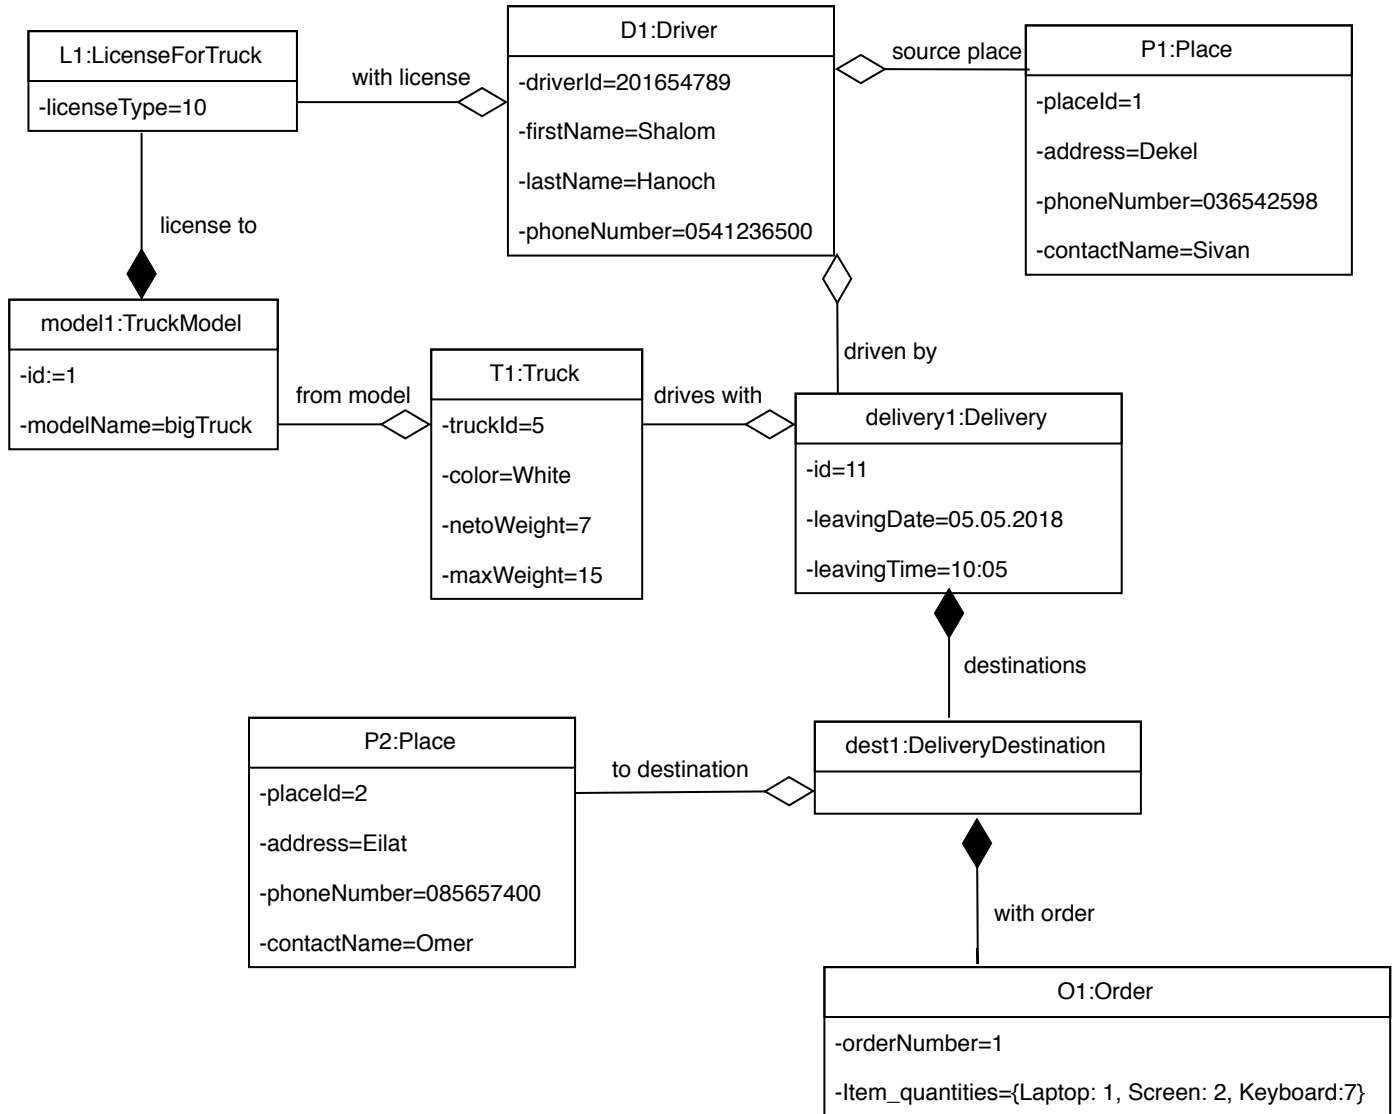 L1:LicenseForTruck
-licenseType=10
with license
D1:Driver
-driverId=201654789
-firstName=Shalom
-lastName=Hanoch
-phoneNumber=0541236500
source place
P1:Place
-placeId=1
-address=Dekel
-phoneNumber=036542598
-contactName=Sivan
license to
driven by
model1:TruckModel
-id:=1
-modelName=bigTruck
from model
T1:Truck
-truckId=5
-color=White
-netoWeight=7
-maxWeight=15
drives with
delivery1:Delivery
-id=11
-leavingDate=05.05.2018
-leavingTime=10:05
destinations
P2:Place
-placeId=2
-address=Eilat
-phoneNumber=085657400
-contactName=Omer
to destination
dest1:DeliveryDestination
with order
O1:Order
-orderNumber=1
-Item_quantities={Laptop: 1, Screen: 2, Keyboard:7}